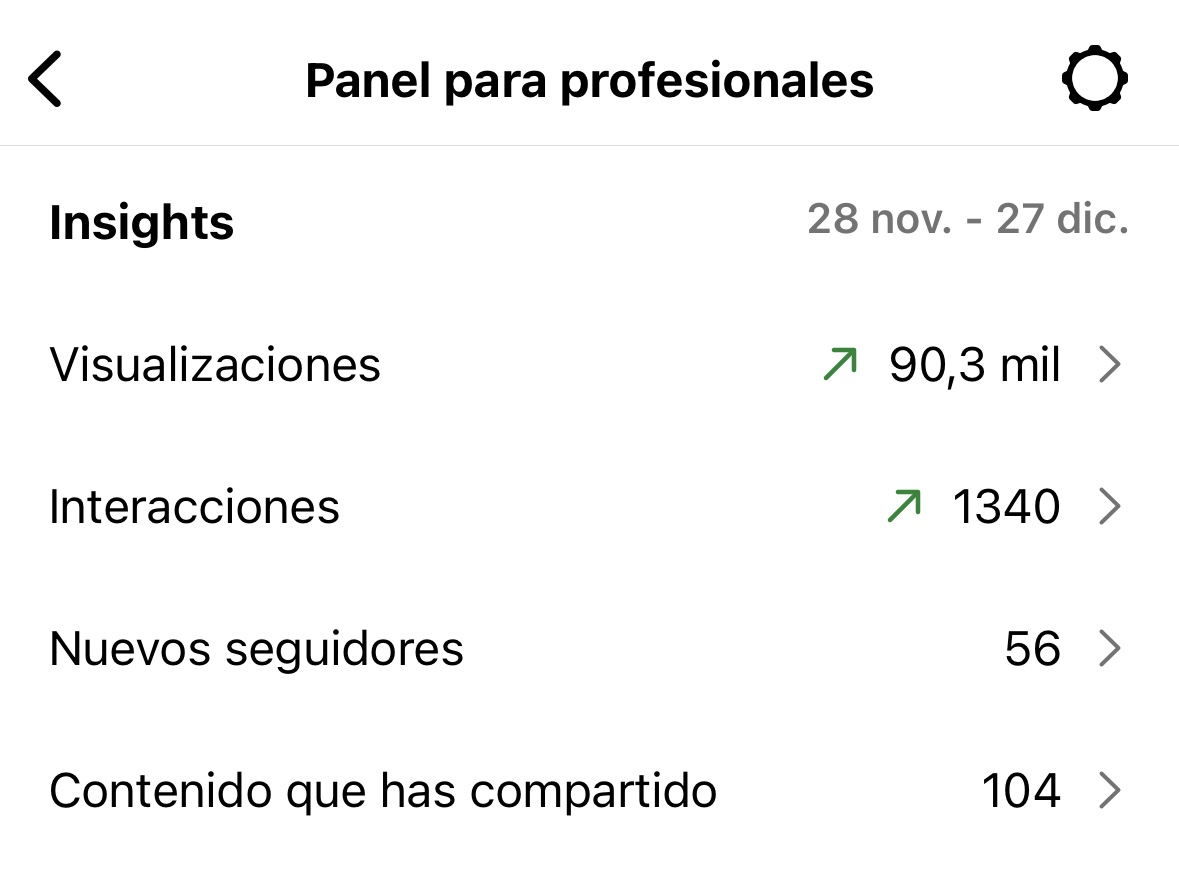 Panel para profesionales
Insights 28 nov. - 27 dic.
Visualizaciones 90,3 mil
Interacciones 1340
Nuevos seguidores 56
Contenido que has compartido 104